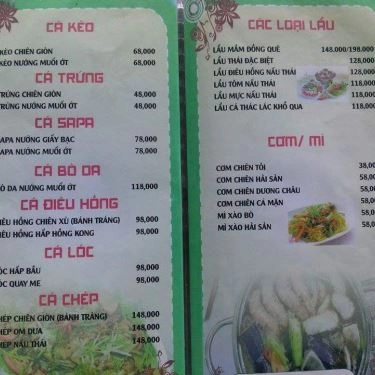 CÁ KÈO
KÈO CHIÊN GIÒN 68,000
KÈO NƯỚNG MUỐI ỚT 68,000
CÁ TRỨNG
TRỨNG CHIÊN GIÒN 48,000
TRỨNG NƯỚNG MUỐI ỚT 48,000
CÁ SAPA
SAPA NƯỚNG GIẤY BẠC 78,000
SAPA NƯỚNG MUỐI ỚT 78,000
CÁ BÒ DA
BÒ DA NƯỚNG MUỐI ỚT 118,000
CÁ ĐIÊU HỒNG
ĐIÊU HỒNG CHIÊN XÙ (BÁNH TRÁNG) 98,000
ĐIÊU HỒNG HẤP HỒNG KONG 98,000
CÁ LÓC
LÓC HẤP BẦU 98,000
LÓC QUAY ME 98,000
CÁ CHÉP
CHÉP CHIÊN GIÒN (BÁNH TRÁNG) 148,000
CHÉP OM DƯA 148,000
CHÉP NẤU THÁI 148,000
CÁC LOẠI LẨU
LẨU MẮM ĐỒNG QUÊ 148,000/198,000
LẨU THÁI ĐẶC BIỆT 128,000
LẨU ĐIÊU HỒNG NẤU THÁI 128,000
LẨU TÔM NẤU THÁI 118,000
LẨU MỰC NẤU THÁI 118,000
LẨU CÁ THÁC LÁC KHỔ QUA 118,000
CƠM/ MÌ
CƠM CHIÊN TỎI 38,00
CƠM CHIÊN HẢI SẢN 58,0
CƠM CHIÊN DƯƠNG CHÂU 58,0
CƠM CHIÊN CÁ MẶN 58,0
MÌ XÀO BÒ 58,0
MÌ XÀO HẢI SẢN 58,0